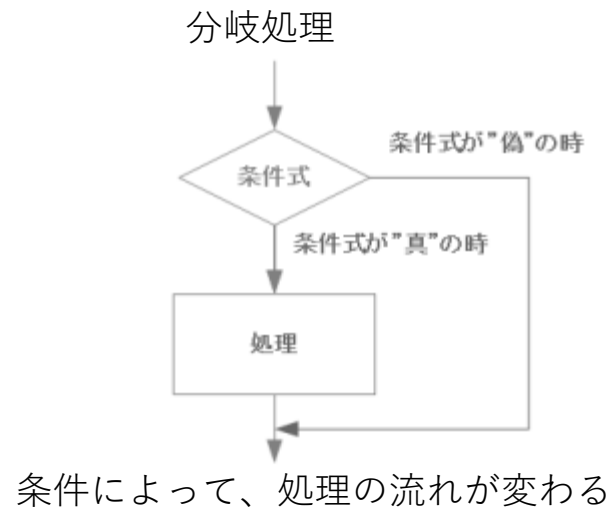 分岐処理
条件式が”偽”の時
条件式
条件式が”真”の時
処理
条件によって、処理の流れが変わる